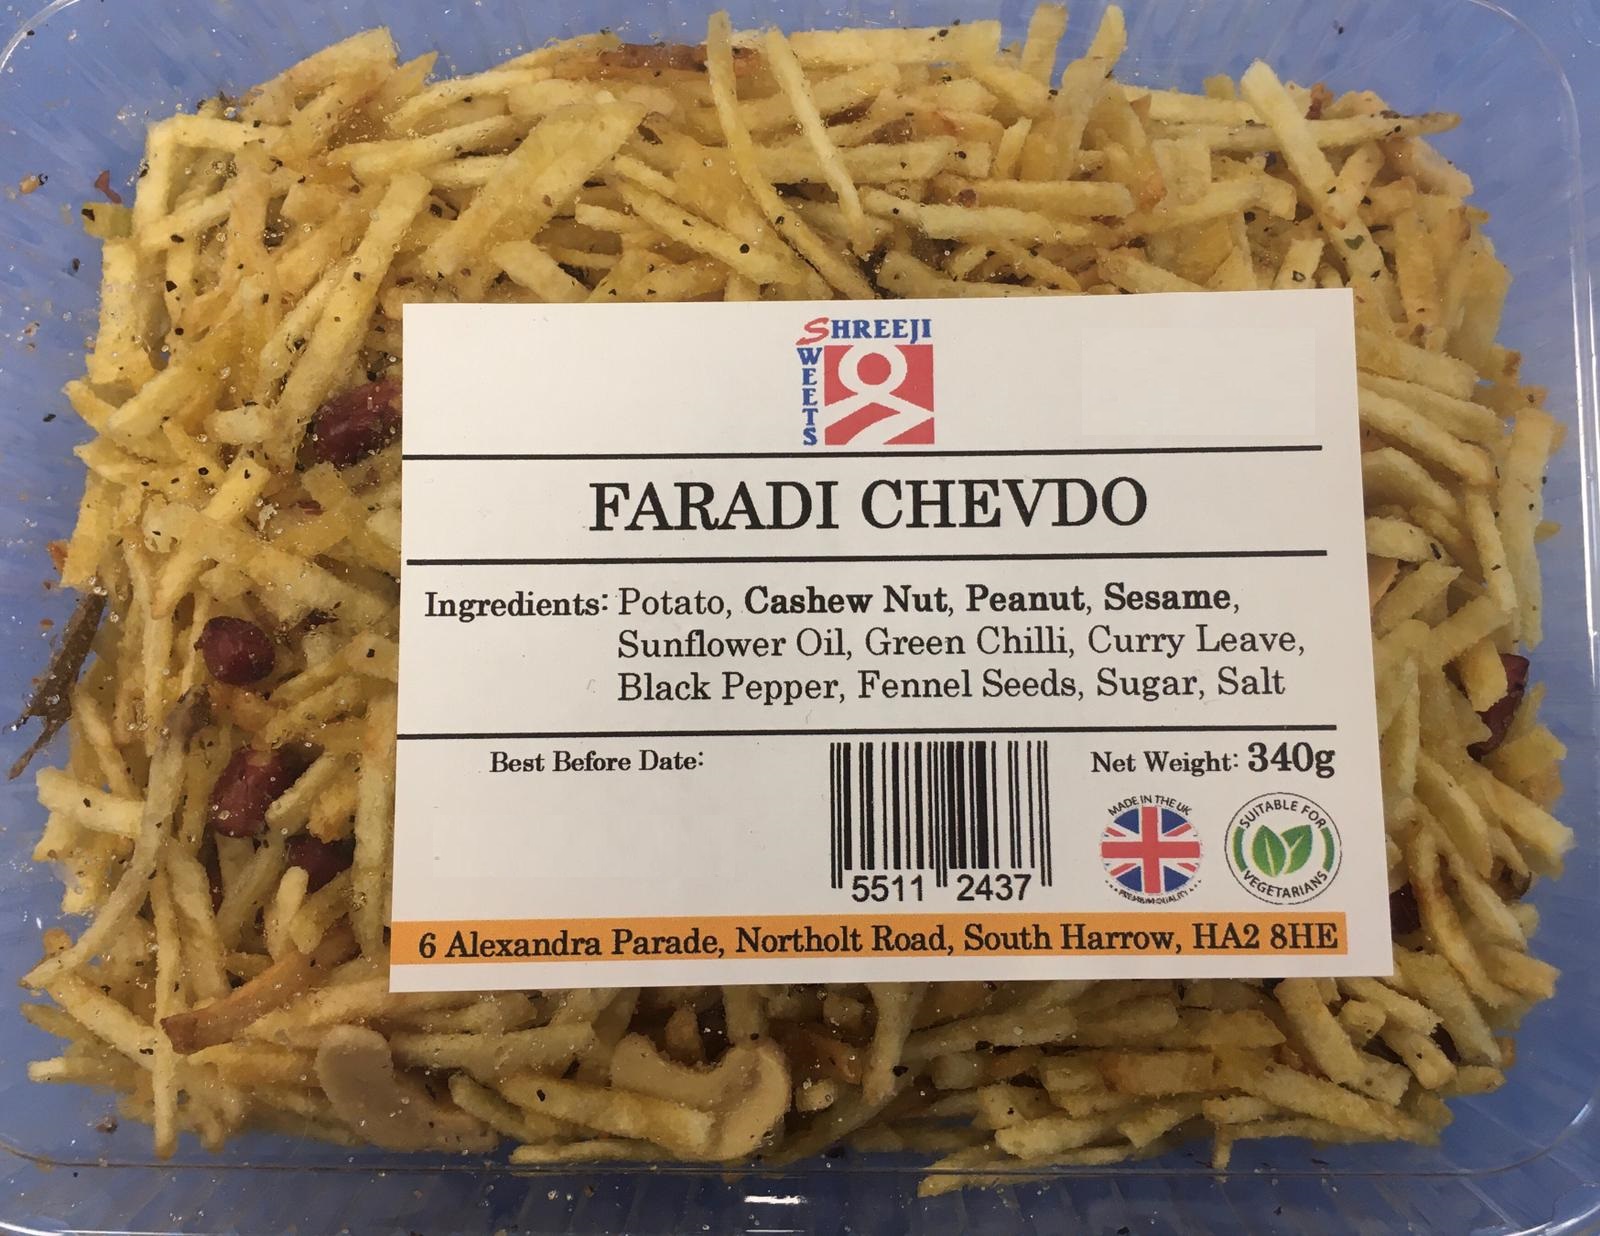 SHREEJI
SWEETS
FARADI CHEVDO
Ingredients: Potato, Cashew Nut, Peanut, Sesame,
Sunflower Oil, Green Chilli, Curry Leave,
Black Pepper, Fennel Seeds, Sugar, Salt
Best Before Date:
5511 2437
Net Weight: 340g
MADE IN THE UK
PREMIUM QUALITY
SUITABLE FOR
VEGETARIANS
6 Alexandra Parade, Northolt Road, South Harrow, HA2 8HE